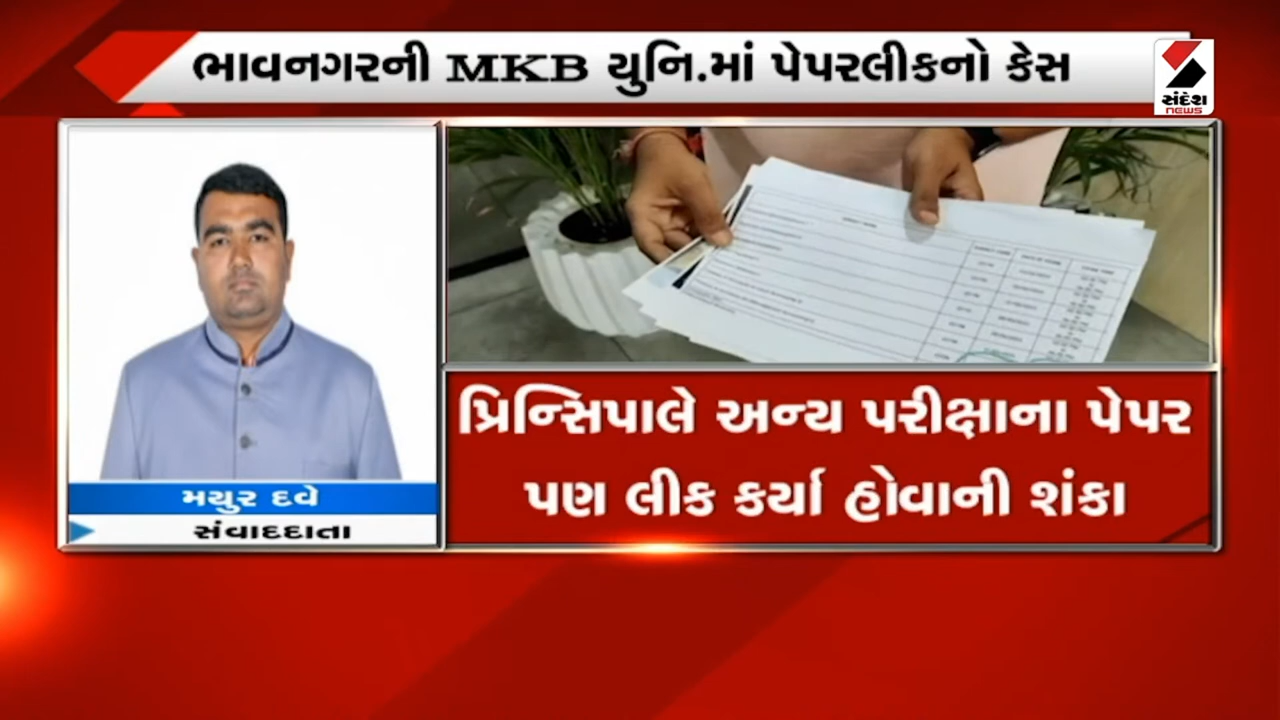 ભાવનગરની MKB યુનિ.માં પેપરલીકનો કેસ
સંદેશ
NEWS
પ્રિન્સિપાલે અન્ય પરીક્ષાના પેપર
પણ લીક કર્યા હોવાની શંકા
મયુર દવે
સંવાદદાતા